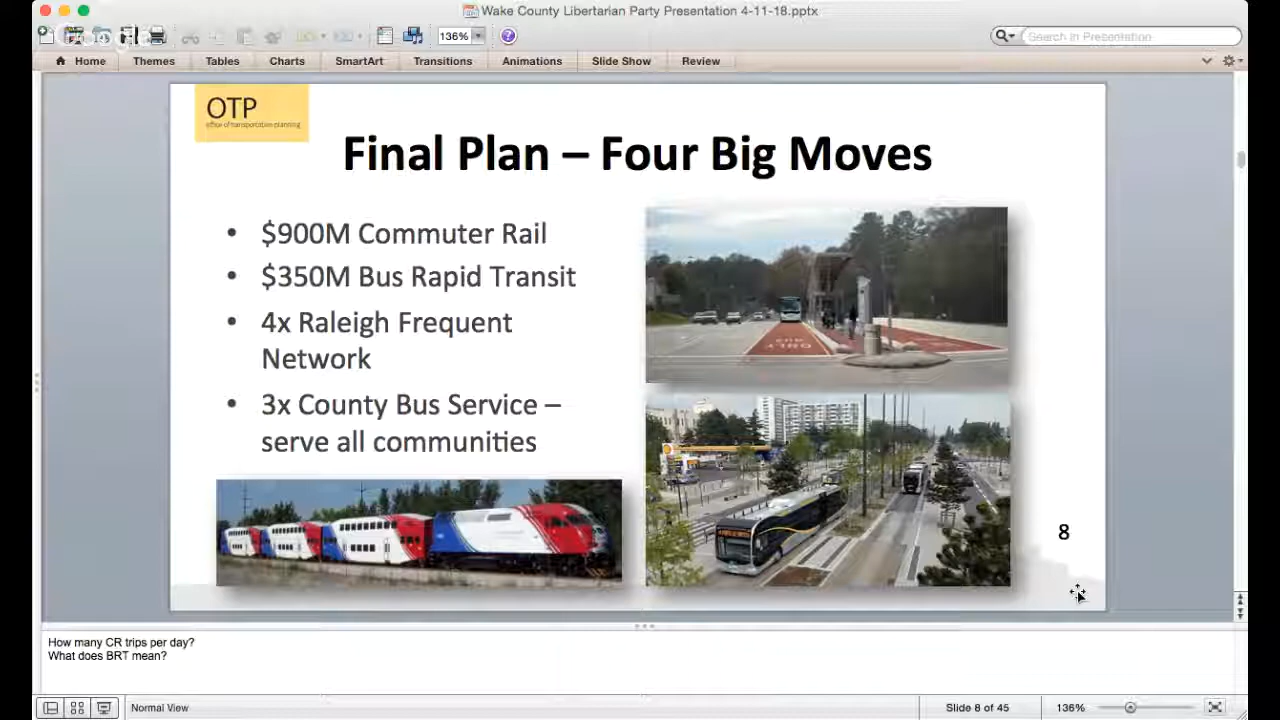 Wake County Libertarian Party Presentation 4-11-18.pptx
Google
136%
Search in Presentation
Home
Themes
Tables
Charts
SmartArt
Transitions
Animations
Slide Show
Review
OTP
office of transportation planning
Final Plan – Four Big Moves
• $900M Commuter Rail
• $350M Bus Rapid Transit
• 4x Raleigh Frequent
Network
• 3x County Bus Service –
serve all communities
ONLY
8
How many CR trips per day?
What does BRT mean?
Normal View
Slide 8 of 45
136%